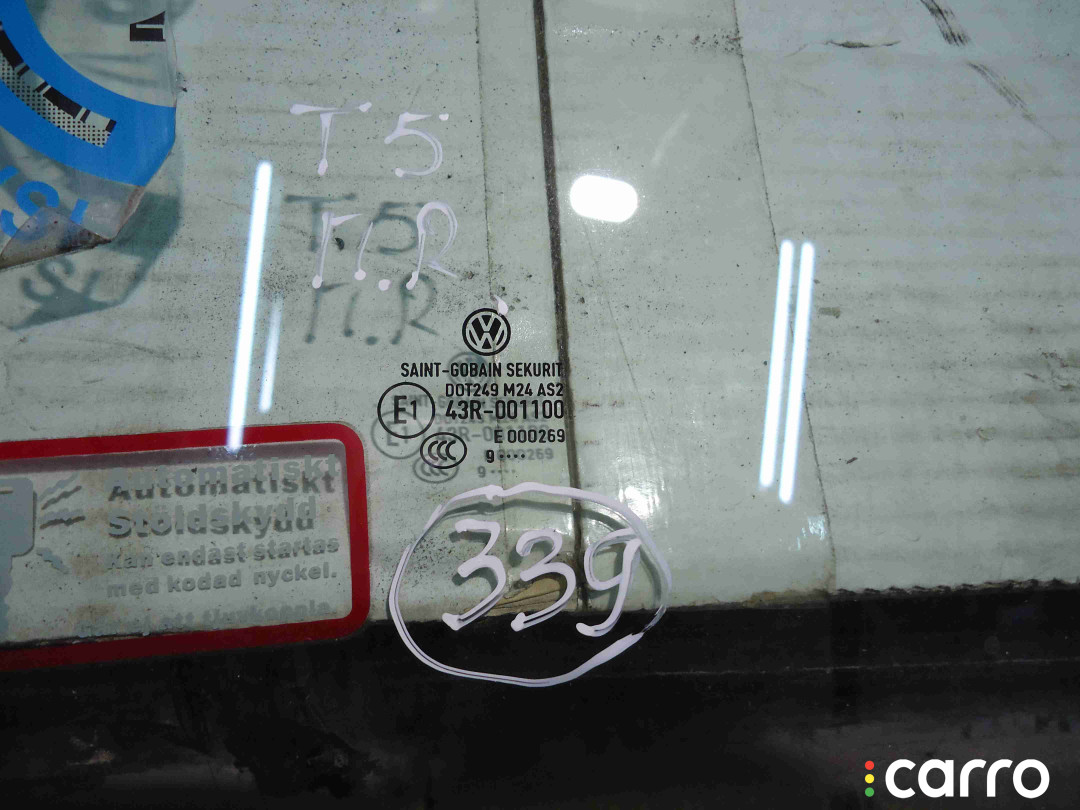 T5
П.R
SAINT-GOBAIN SEKURIT
DOT249 M24 AS2
E1 43R-001100
CCC E 000269
g....
339
Automatiskt
Stöldskydd
Kan endast startas
med kodad nyckel.
carro